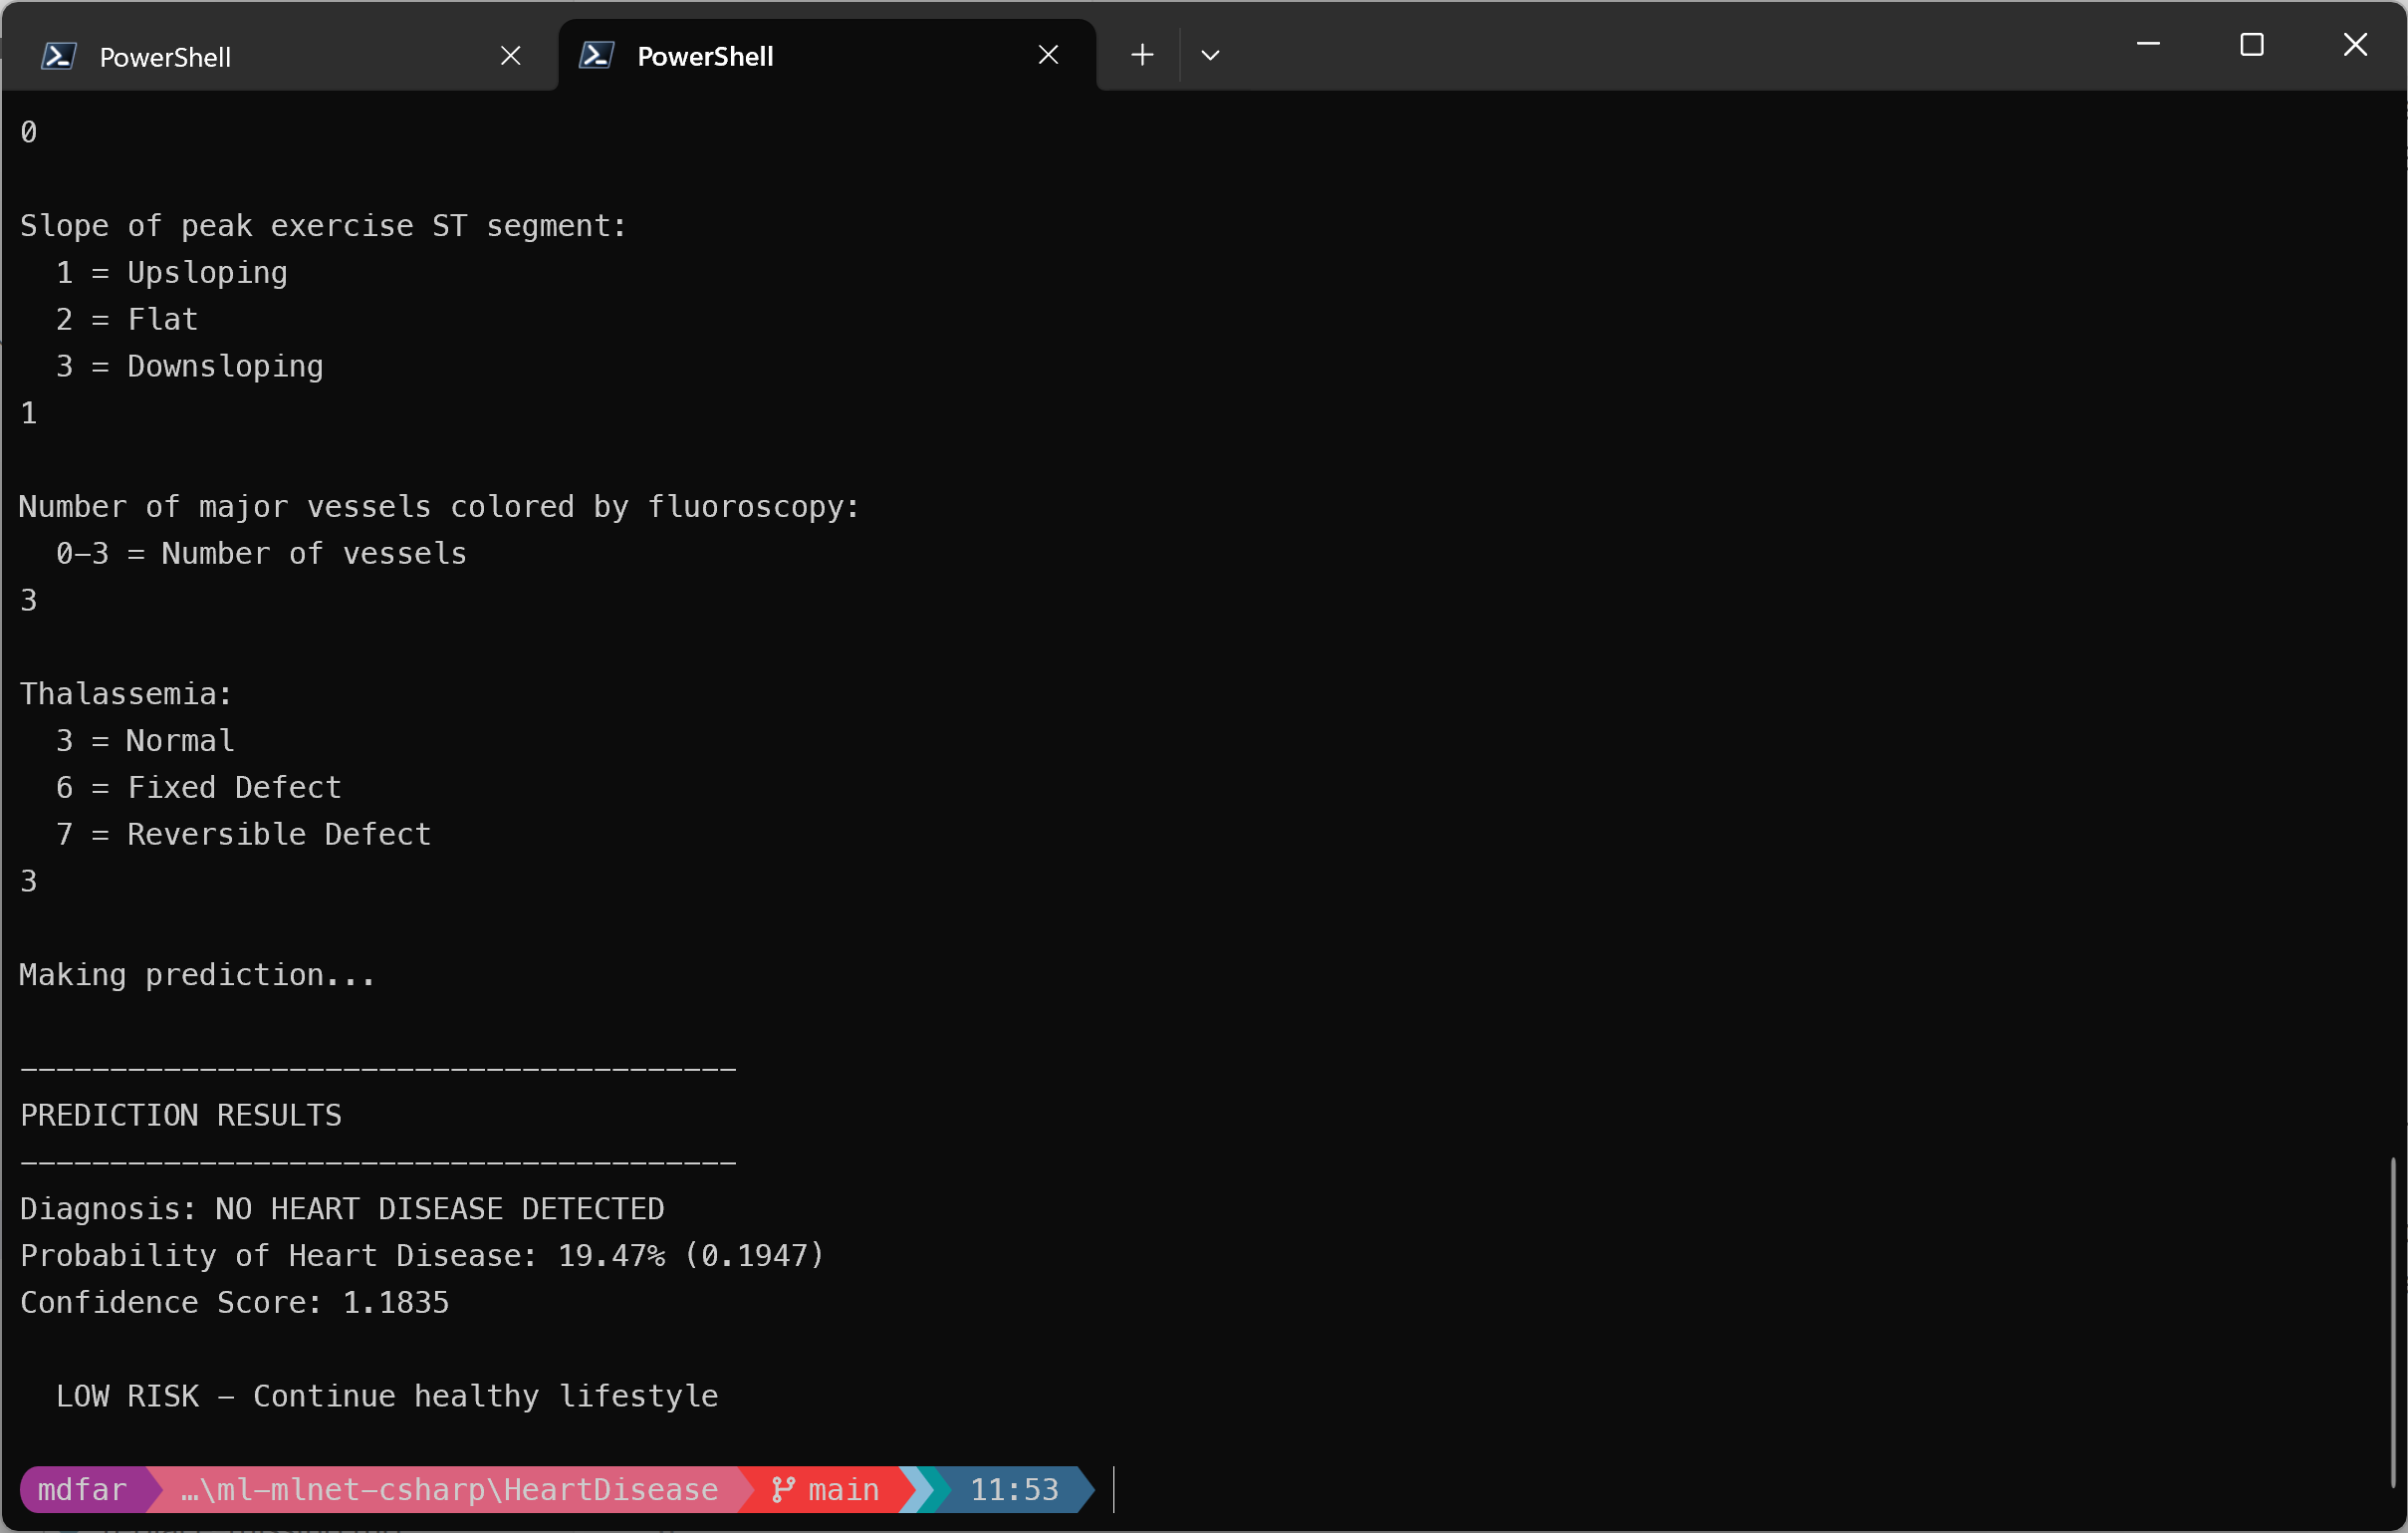 PowerShell
PowerShell
0
Slope of peak exercise ST segment:
1 = Upsloping
2 = Flat
3 = Downsloping
1
Number of major vessels colored by fluoroscopy:
0-3 = Number of vessels
3
Thalassemia:
3 = Normal
6 = Fixed Defect
7 = Reversible Defect
3
Making prediction...
----------------------------------------
PREDICTION RESULTS
----------------------------------------
Diagnosis: NO HEART DISEASE DETECTED
Probability of Heart Disease: 19.47% (0.1947)
Confidence Score: 1.1835
LOW RISK - Continue healthy lifestyle
mdfar …\ml-mlnet-csharp\HeartDisease main 11:53